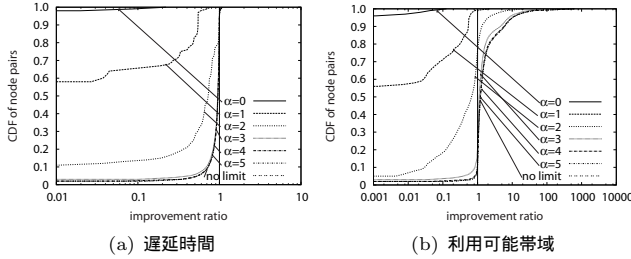 CDF of node pairs
1.0
0.9
0.8
0.7
0.6
0.5
0.4
0.3
0.2
0.1
0
α=0
α=1
α=2
α=3
α=4
α=5
no limit
0.01
0.1
1
10
improvement ratio
(a) 遅延時間
CDF of node pairs
1.0
0.9
0.8
0.7
0.6
0.5
0.4
0.3
0.2
0.1
0
α=0
α=1
α=2
α=3
α=4
α=5
no limit
0.001
0.01
0.1
1
10
100
1000
10000
improvement ratio
(b) 利用可能帯域